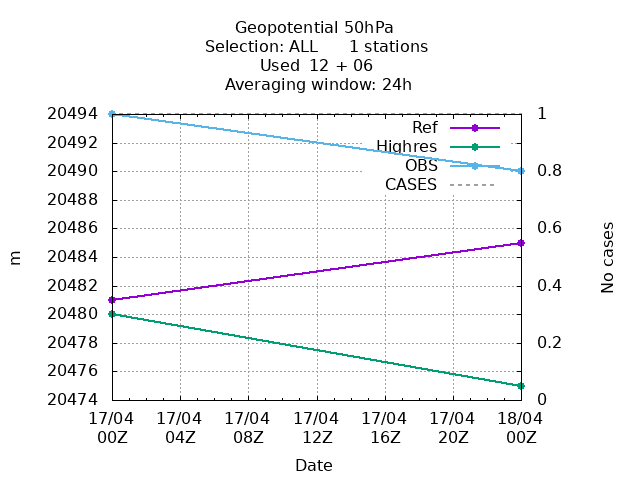 Geopotential 50hPa
Selection: ALL      1 stations
Used  12 + 06
Averaging window: 24h
Ref
Highres
OBS
CASES
20494
20492
20490
20488
20486
20484
20482
20480
20478
20476
20474
m
1
0.8
0.6
0.4
0.2
0
No cases
17/04 17/04 17/04 17/04 17/04 17/04 18/04
00Z 04Z 08Z 12Z 16Z 20Z 00Z
Date